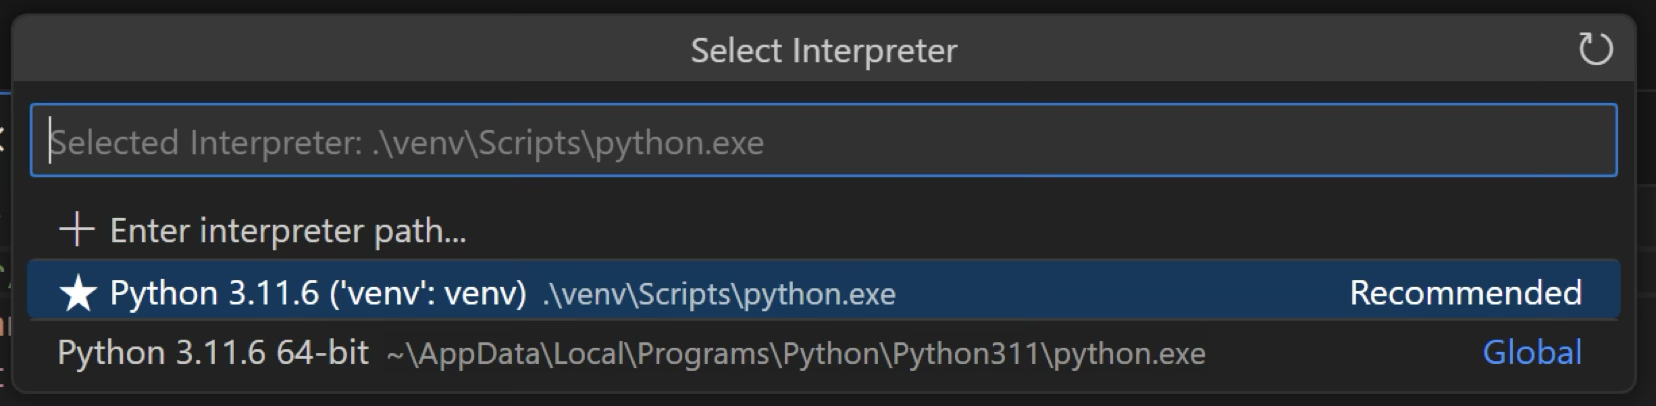 Select Interpreter
Selected Interpreter: .\venv\Scripts\python.exe
Enter interpreter path...
Python 3.11.6 ('venv': venv) .\venv\Scripts\python.exe Recommended
Python 3.11.6 64-bit ~\AppData\Local\Programs\Python\Python311\python.exe Global